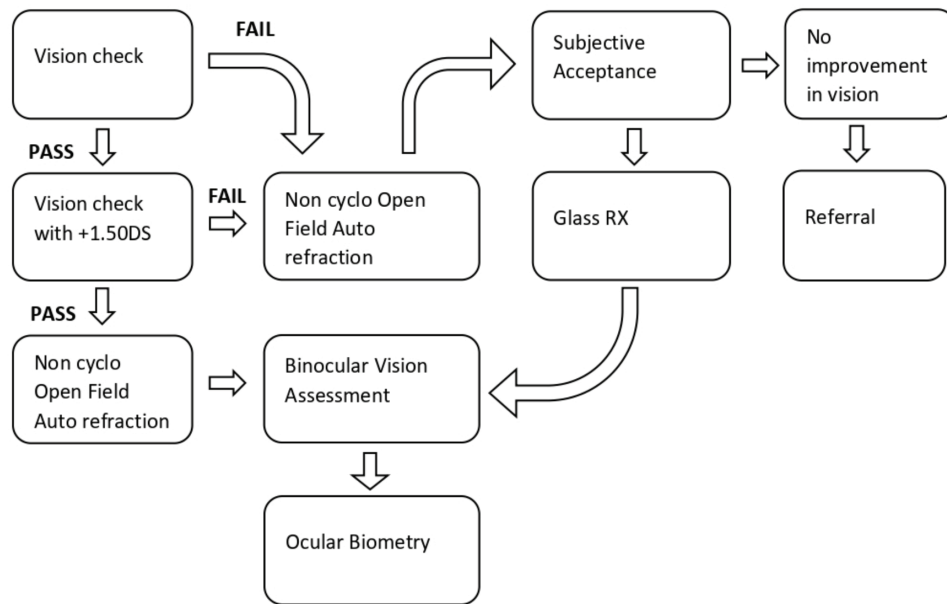 Vision check
FAIL
Subjective
Acceptance
No
improvement
in vision
PASS
Vision check
with +1.50DS
FAIL
Non cyclo Open
Field Auto
refraction
Glass RX
Referral
PASS
Non cyclo
Open Field
Auto refraction
Binocular Vision
Assessment
Ocular Biometry